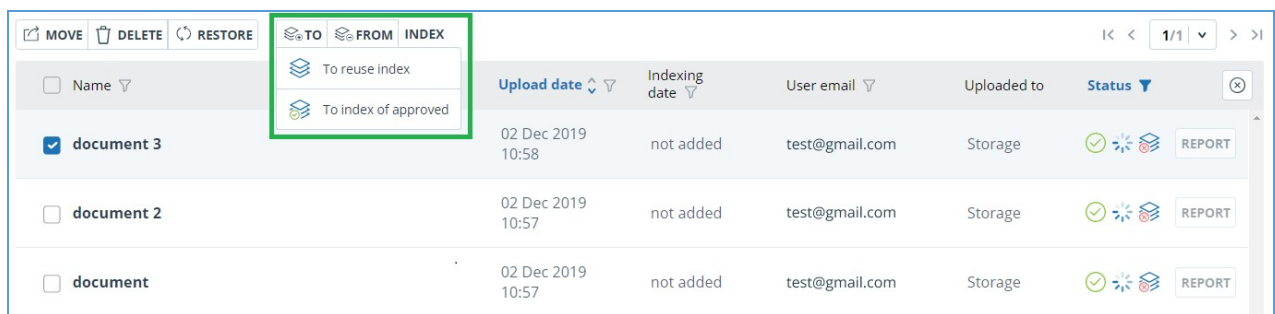 MOVE DELETE RESTORE TO FROM INDEX 1/1
To reuse index
To index of approved
Name Upload date Indexing date User email Uploaded to Status
document 3 02 Dec 2019 10:58 not added test@gmail.com Storage REPORT
document 2 02 Dec 2019 10:57 not added test@gmail.com Storage REPORT
document 02 Dec 2019 10:57 not added test@gmail.com Storage REPORT